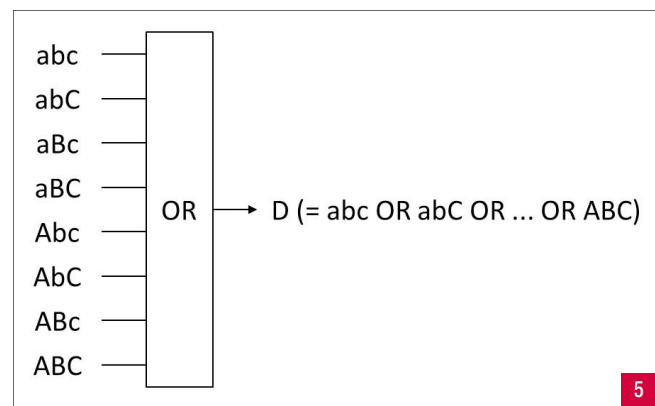 abc
abC
aBc
aBC
Abc
AbC
ABc
ABC
OR
D (= abc OR abC OR ... OR ABC)
5